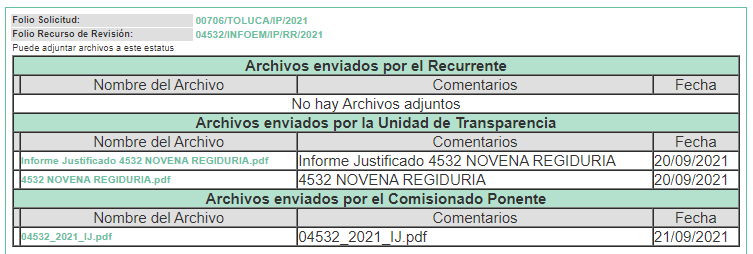 Folio Solicitud: 00706/TOLUCA/IP/2021
Folio Recurso de Revisión: 04532/INFOEM/IP/RR/2021
Puede adjuntar archivos a este estatus
Archivos enviados por el Recurrente
Nombre del Archivo Comentarios Fecha
No hay Archivos adjuntos
Archivos enviados por la Unidad de Transparencia
Nombre del Archivo Comentarios Fecha
Informe Justificado 4532 NOVENA REGIDURIA.pdf Informe Justificado 4532 NOVENA REGIDURIA 20/09/2021
4532 NOVENA REGIDURIA.pdf 4532 NOVENA REGIDURIA 20/09/2021
Archivos enviados por el Comisionado Ponente
Nombre del Archivo Comentarios Fecha
04532_2021_IJ.pdf 04532_2021_IJ.pdf 21/09/2021